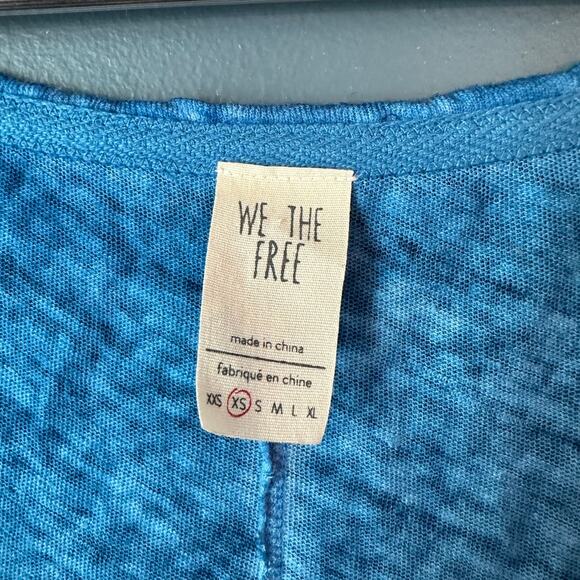 WE THE
FREE
made in china
fabriqué en chine
XXS XS S M L XL